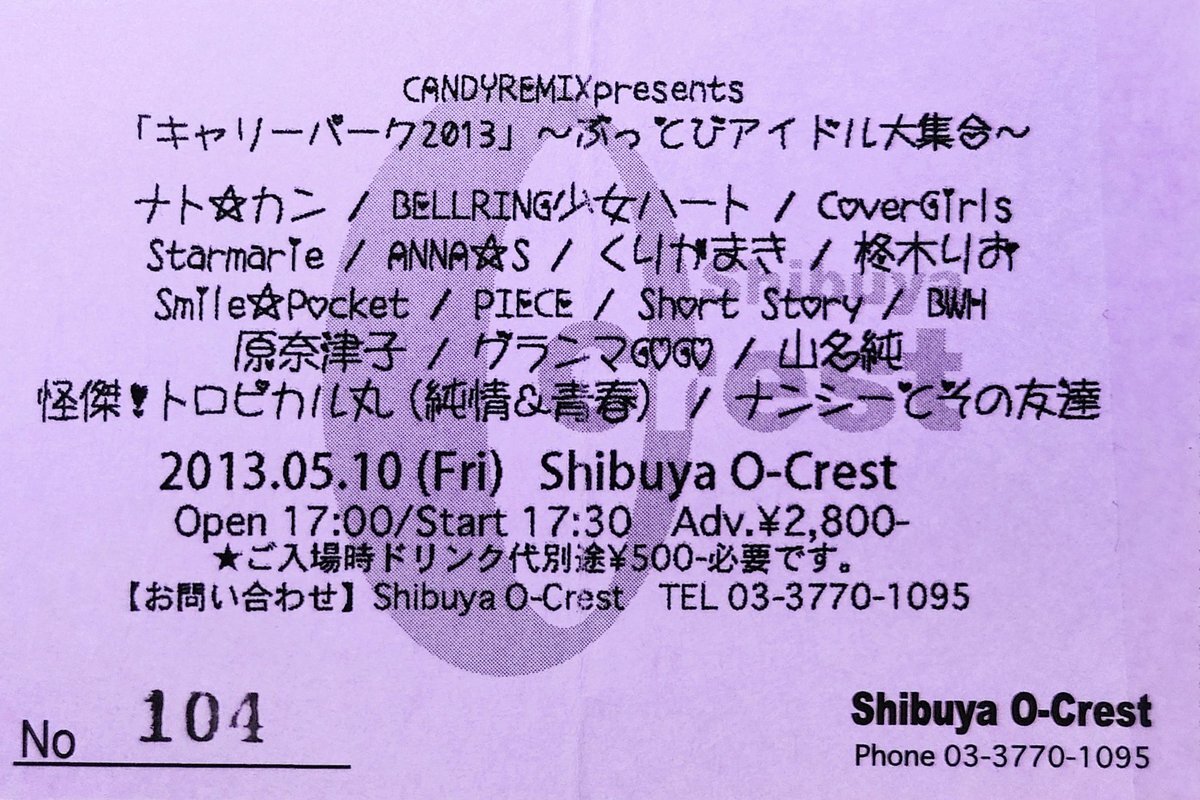 CANDYREMIXpresents
「キャリーパーク2013」～ぶっとびアイドル大集合～
ナト☆カン / BELLRING少女ハート / CoverGirls
Starmarie / ANNA☆S / くりかまき / 柊木りお
Smile☆Pocket / PIECE / Short Story / BWH
原奈津子 / グランマGOGO / 山名純
怪傑!トロピカル丸（純情&青春） / ナンシーとその友達
2013.05.10 (Fri) Shibuya O-Crest
Open 17:00/Start 17:30 Adv.¥2,800-
★ご入場時ドリンク代別途¥500-必要です。
【お問い合わせ】Shibuya O-Crest TEL 03-3770-1095
Shibuya
Crest
No 104
Shibuya O-Crest
Phone 03-3770-1095